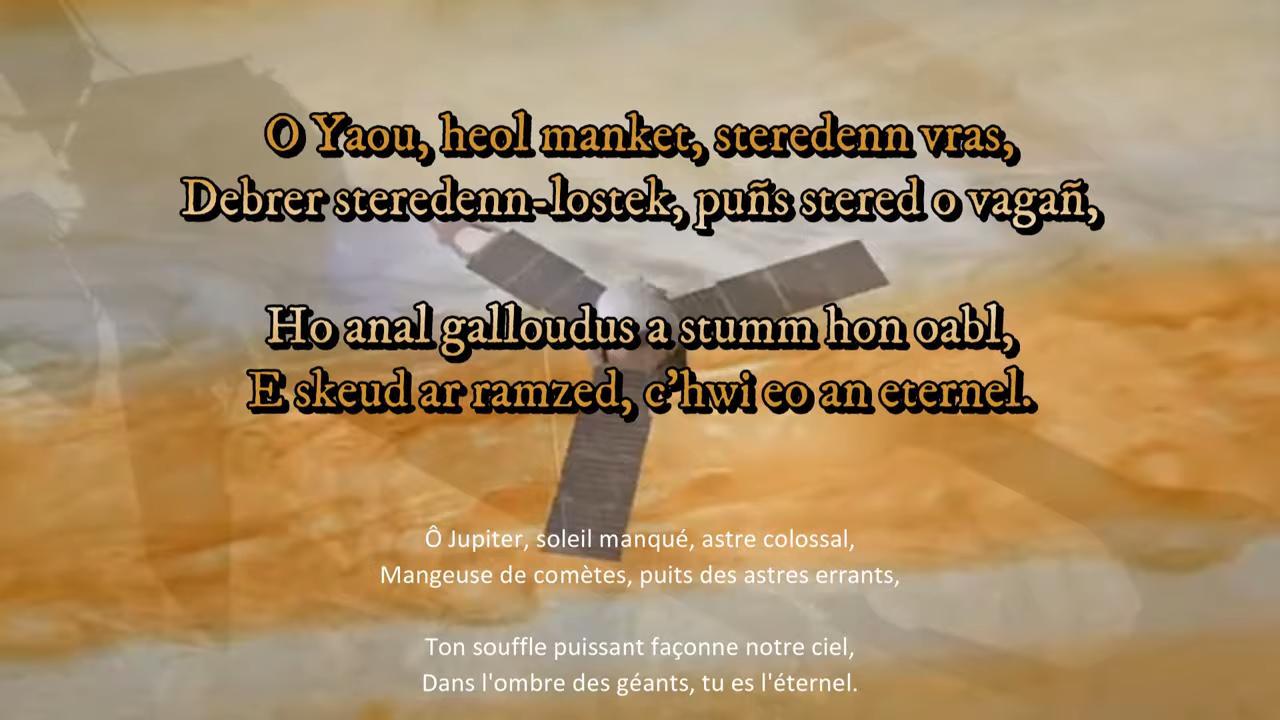 O Yaou, heol manket, steredenn vras,
Debrer steredenn-lostek, puñs stered o vagañ,
Ho anal galloudus a stumm hon oabl,
E skeud ar ramzed, c'hwi eo an eternel.
Ô Jupiter, soleil manqué, astre colossal,
Mangeuse de comètes, puits des astres errants,
Ton souffle puissant façonne notre ciel,
Dans l'ombre des géants, tu es l'éternel.